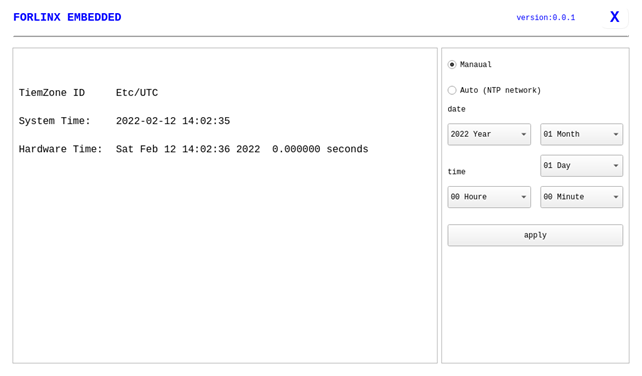 FORLINX EMBEDDED
version:0.0.1
X
TiemZone ID Etc/UTC
System Time: 2022-02-12 14:02:35
Hardware Time: Sat Feb 12 14:02:36 2022 0.000000 seconds
Manaual
Auto (NTP network)
date
2022 Year
01 Month
01 Day
time
00 Houre
00 Minute
apply